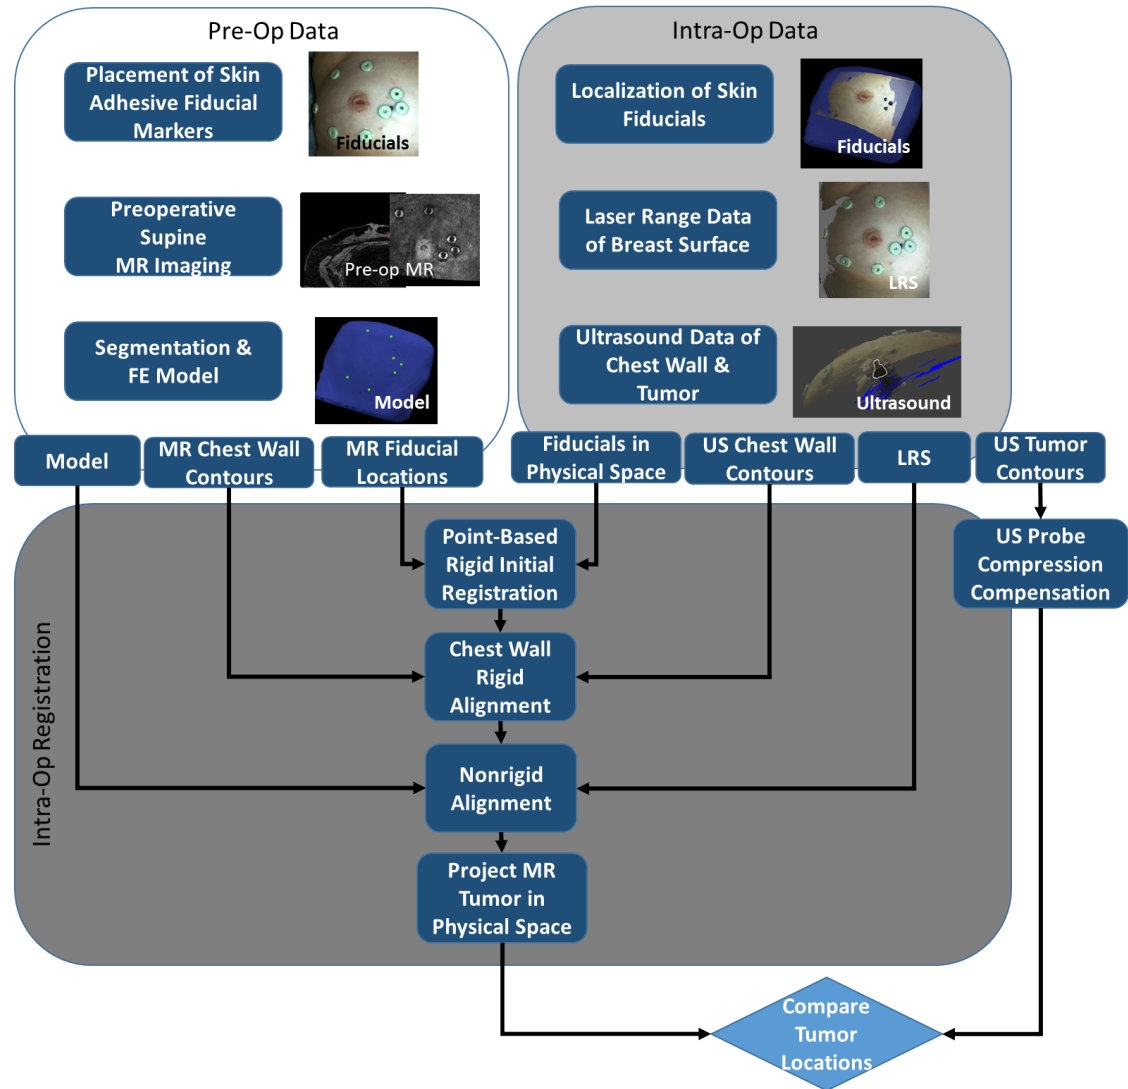 Pre-Op Data
Placement of Skin
Adhesive Fiducial
Markers
Fiducials
Preoperative
Supine
MR Imaging
Pre-op MR
Segmentation &
FE Model
Model
Intra-Op Data
Localization of Skin
Fiducials
Fiducials
Laser Range Data
of Breast Surface
LRS
Ultrasound Data of
Chest Wall &
Tumor
Ultrasound
Model
MR Chest Wall
Contours
MR Fiducial
Locations
Fiducials in
Physical Space
US Chest Wall
Contours
LRS
US Tumor
Contours
Intra-Op Registration
Point-Based
Rigid Initial
Registration
US Probe
Compression
Compensation
Chest Wall
Rigid
Alignment
Nonrigid
Alignment
Project MR
Tumor in
Physical Space
Compare
Tumor
Locations